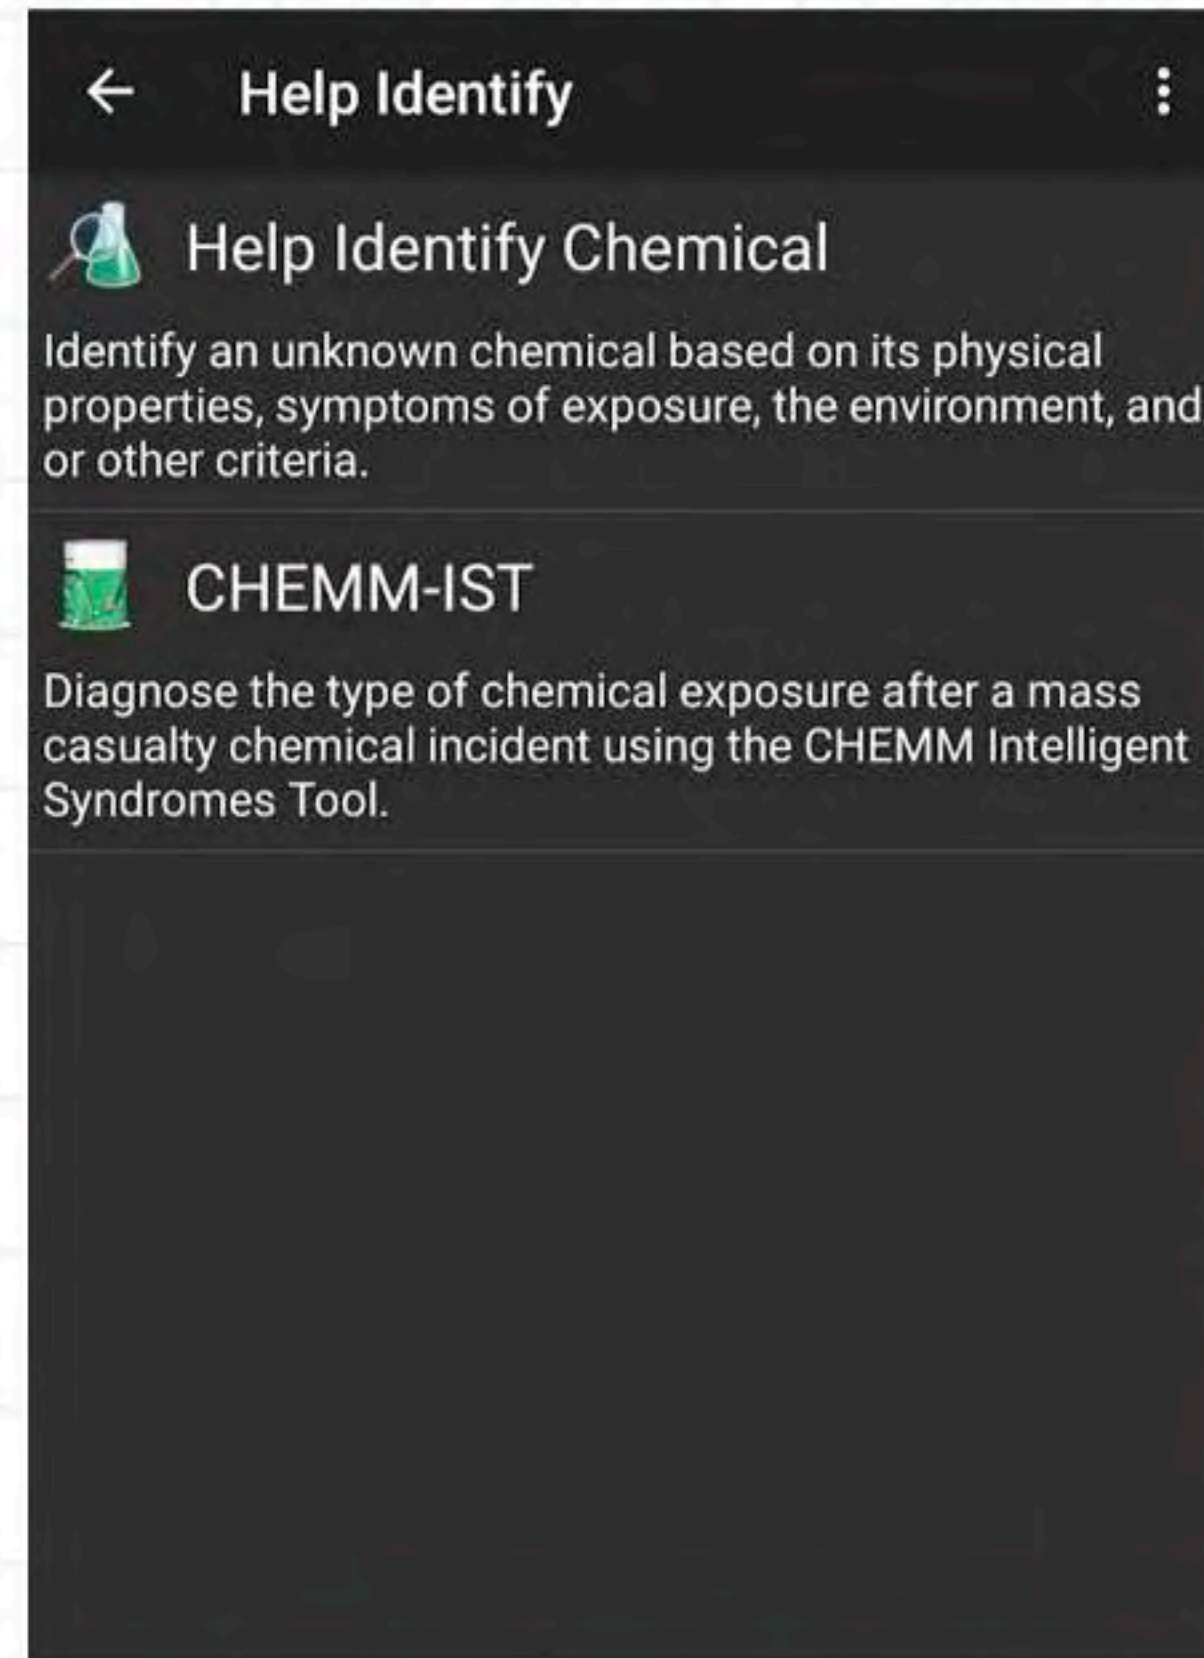 Help Identify
Help Identify Chemical
Identify an unknown chemical based on its physical
properties, symptoms of exposure, the environment, and
or other criteria.
CHEMM-IST
Diagnose the type of chemical exposure after a mass
casualty chemical incident using the CHEMM Intelligent
Syndromes Tool.